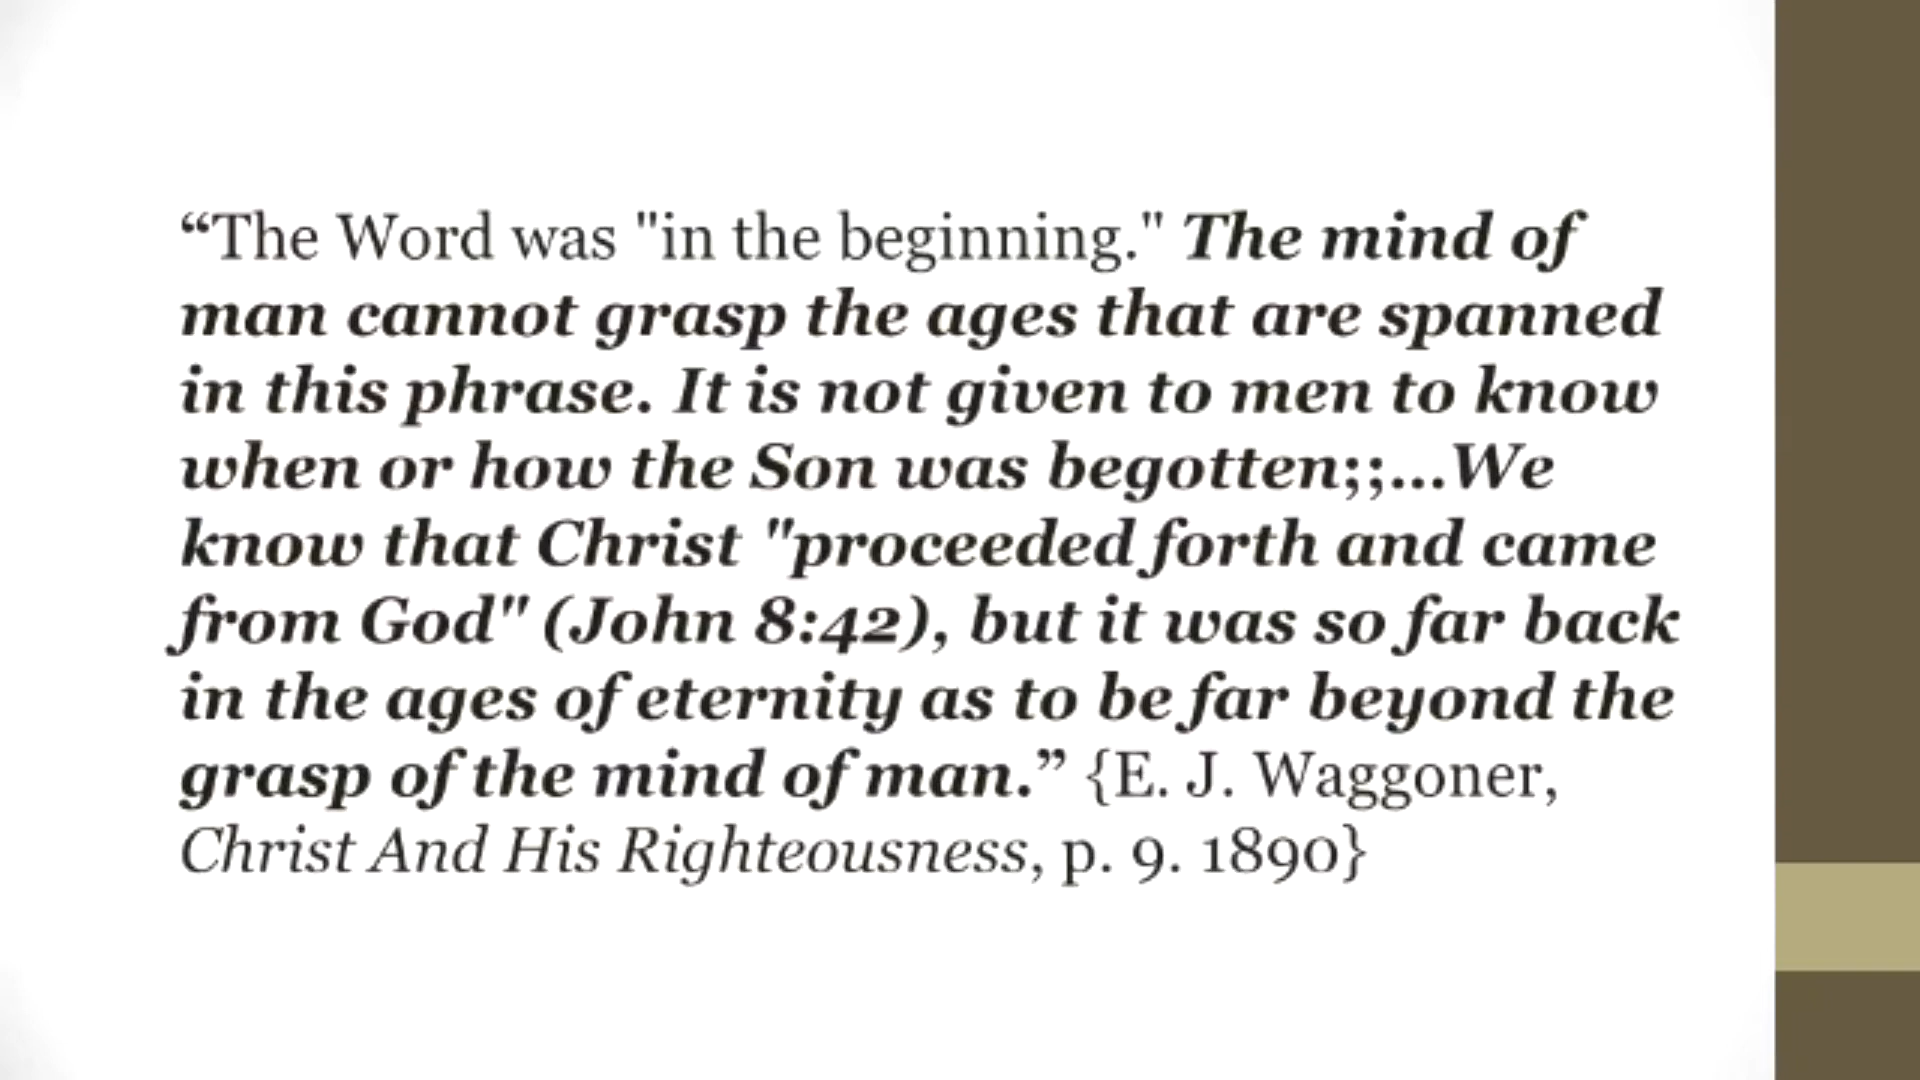 “The Word was "in the beginning." The mind of
man cannot grasp the ages that are spanned
in this phrase. It is not given to men to know
when or how the Son was begotten;;...We
know that Christ "proceeded forth and came
from God" (John 8:42), but it was so far back
in the ages of eternity as to be far beyond the
grasp of the mind of man.” {E. J. Waggoner,
Christ And His Righteousness, p. 9. 1890}